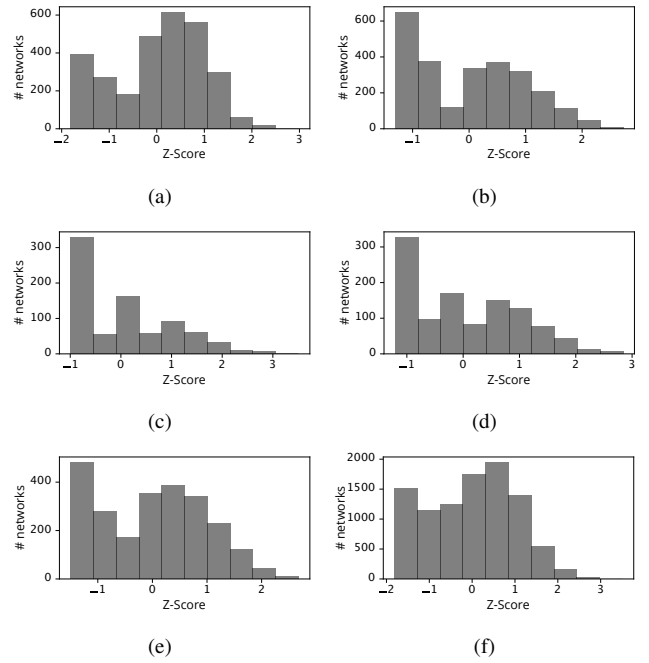 600
400
200
0
# networks
−2 −1 0 1 2 3
Z-Score
(a)
600
400
200
0
# networks
−1 0 1 2
Z-Score
(b)
300
200
100
0
# networks
−1 0 1 2 3
Z-Score
(c)
300
200
100
0
# networks
−1 0 1 2 3
Z-Score
(d)
400
200
0
# networks
−1 0 1 2
Z-Score
(e)
2000
1500
1000
500
0
# networks
−2 −1 0 1 2 3
Z-Score
(f)